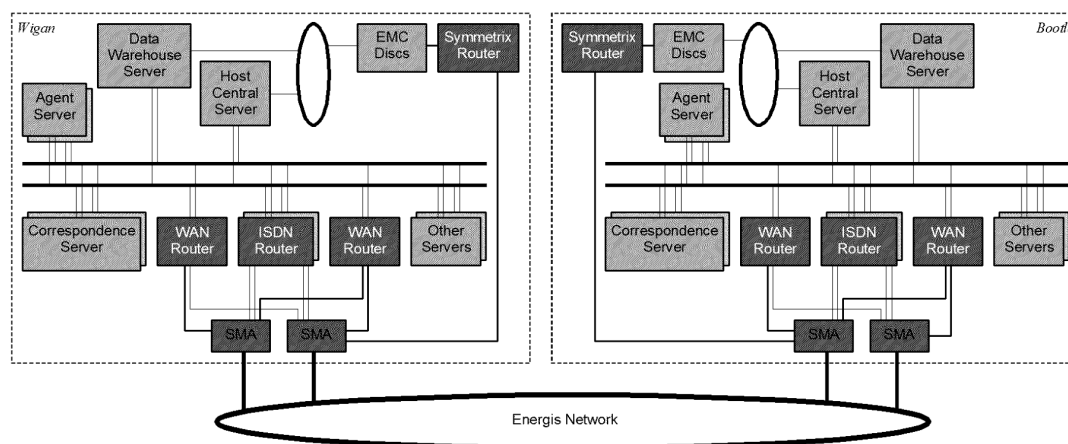 Wigan
Data
Warehouse
Server
EMC
Discs
Symmetrix
Router
Host
Central
Server
Agent
Server
Correspondence
Server
WAN
Router
ISDN
Router
WAN
Router
Other
Servers
SMA
SMA
Bootl
Symmetrix
Router
EMC
Discs
Data
Warehouse
Server
Agent
Server
Host
Central
Server
Correspondence
Server
WAN
Router
ISDN
Router
WAN
Router
Other
Servers
SMA
SMA
Energis Network